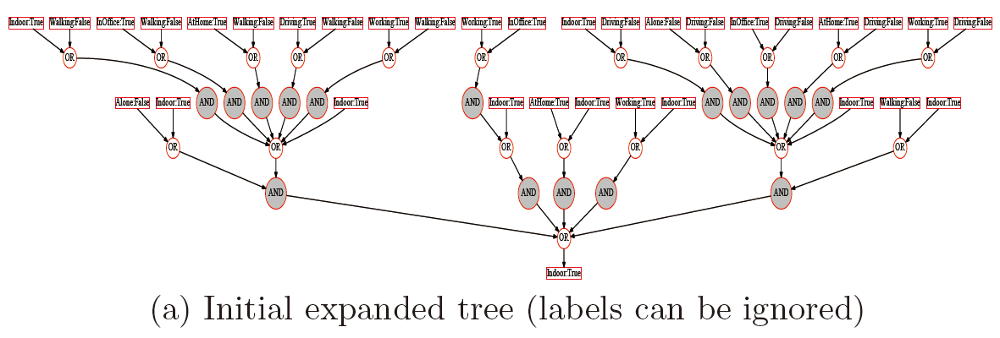 Indoor:True Walking:False InOffice:True Walking:False AtHome:True Walking:False Driving:True Walking:False Working:True Walking:False Working:True InOffice:True Indoor:True Driving:False Alone:False Driving:False InOffice:True Driving:False AtHome:True Driving:False Working:True Driving:False
OR OR OR OR OR OR OR OR OR OR OR
Alone:False Indoor:True AND AND AND AND AND Indoor:True AND Indoor:True AtHome:True Indoor:True Working:True Indoor:True AND AND AND AND AND Indoor:True Walking:False Indoor:True
OR OR OR OR OR OR OR
AND AND AND AND AND
OR
Indoor:True
(a) Initial expanded tree (labels can be ignored)